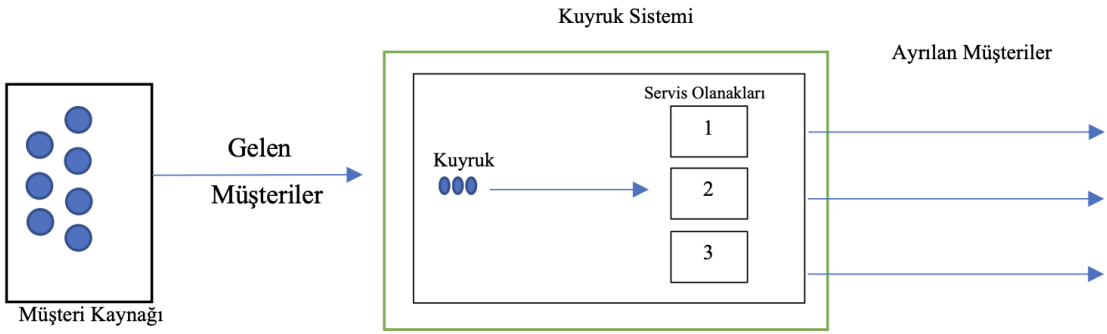 Kuyruk Sistemi
Ayrılan Müşteriler
Servis Olanakları
1
Gelen
Müşteriler
Kuyruk
2
3
Müşteri Kaynağı